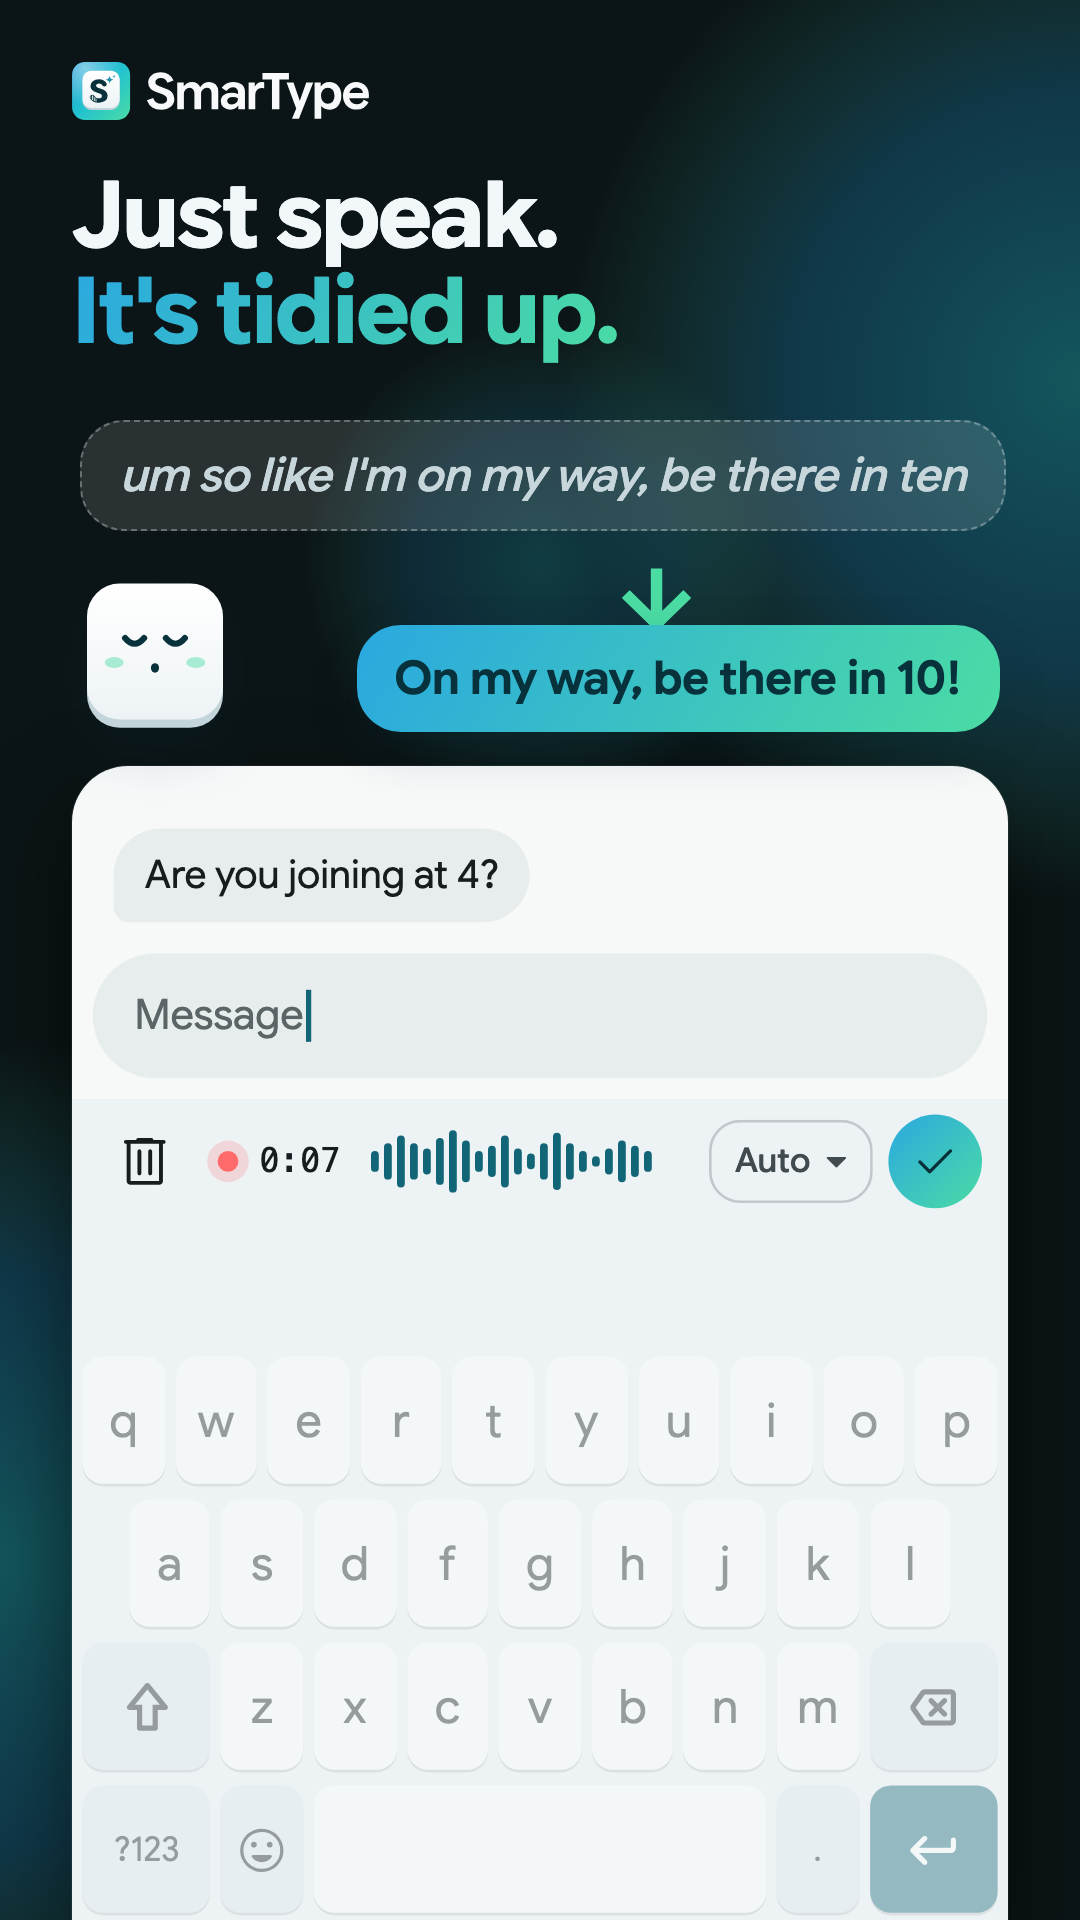 SmarType
Just speak.
It's tidied up.
um so like I'm on my way, be there in ten
On my way, be there in 10!
Are you joining at 4?
Message
0:07
Auto
q w e r t y u i o p
a s d f g h j k l
z x c v b n m
?123 .